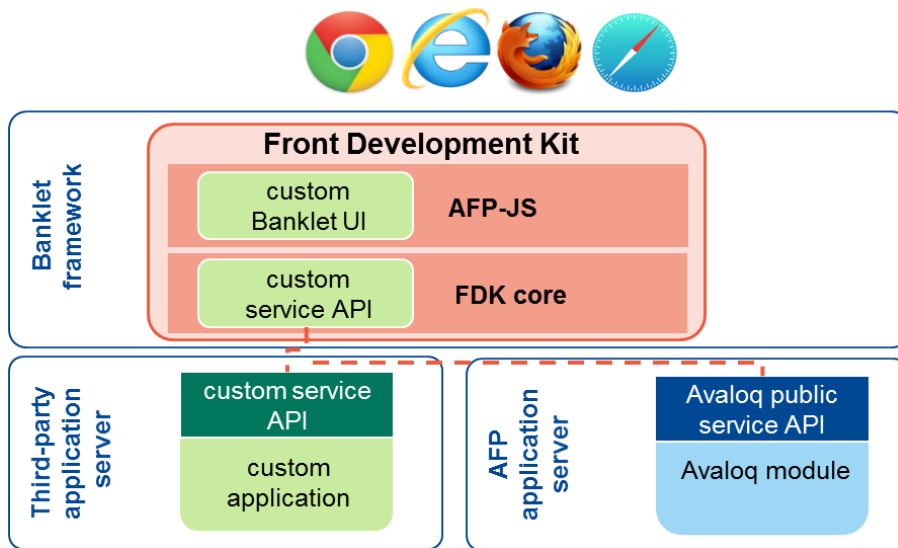 Front Development Kit
Banklet
framework
custom
Banklet UI
AFP-JS
custom
service API
FDK core
Third-party
application
server
custom service
API
custom
application
AFP
application
server
Avaloq public
service API
Avaloq module